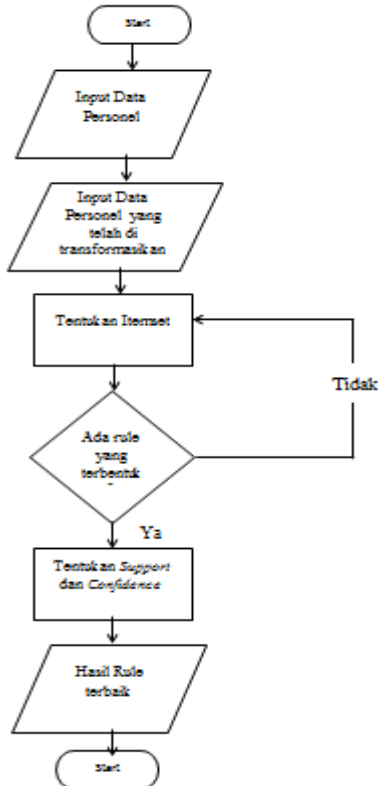 Start
Input Data
Personel
Input Data
Personel yang
telah di
transformasikan
Tentukan Itemset
Tidak
Ada rule
yang
terbentuk
Ya
Tentukan Support
dan Confidence
Hasil Rule
terbaik
Start